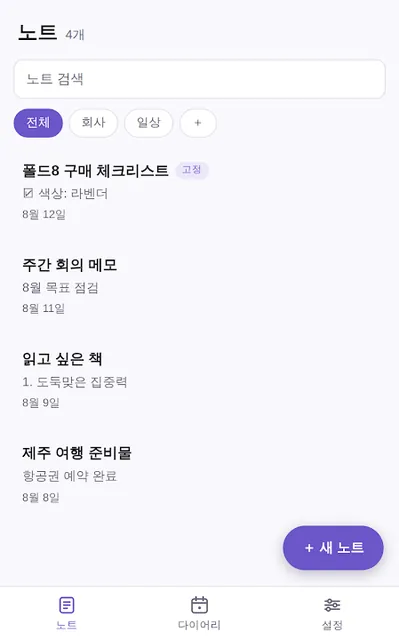 노트 4개
노트 검색
전체 회사 일상 +
폴드8 구매 체크리스트 고정
☑ 색상: 라벤더
8월 12일
주간 회의 메모
8월 목표 점검
8월 11일
읽고 싶은 책
1. 도둑맞은 집중력
8월 9일
제주 여행 준비물
항공권 예약 완료
8월 8일
+ 새 노트
노트 다이어리 설정